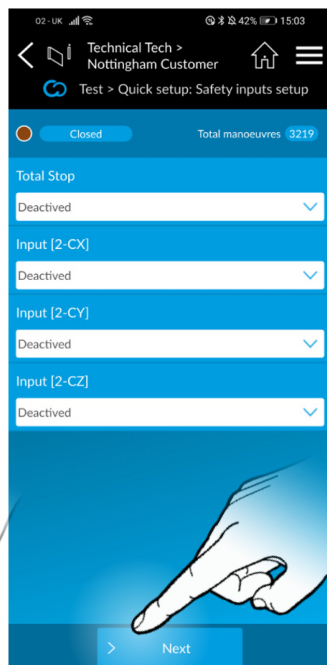 O2 - UK 42% 15:03
Technical Tech >
Nottingham Customer
Test > Quick setup: Safety inputs setup
Closed Total manoeuvres 3219
Total Stop
Deactived
Input [2-CX]
Deactived
Input [2-CY]
Deactived
Input [2-CZ]
Deactived
> Next